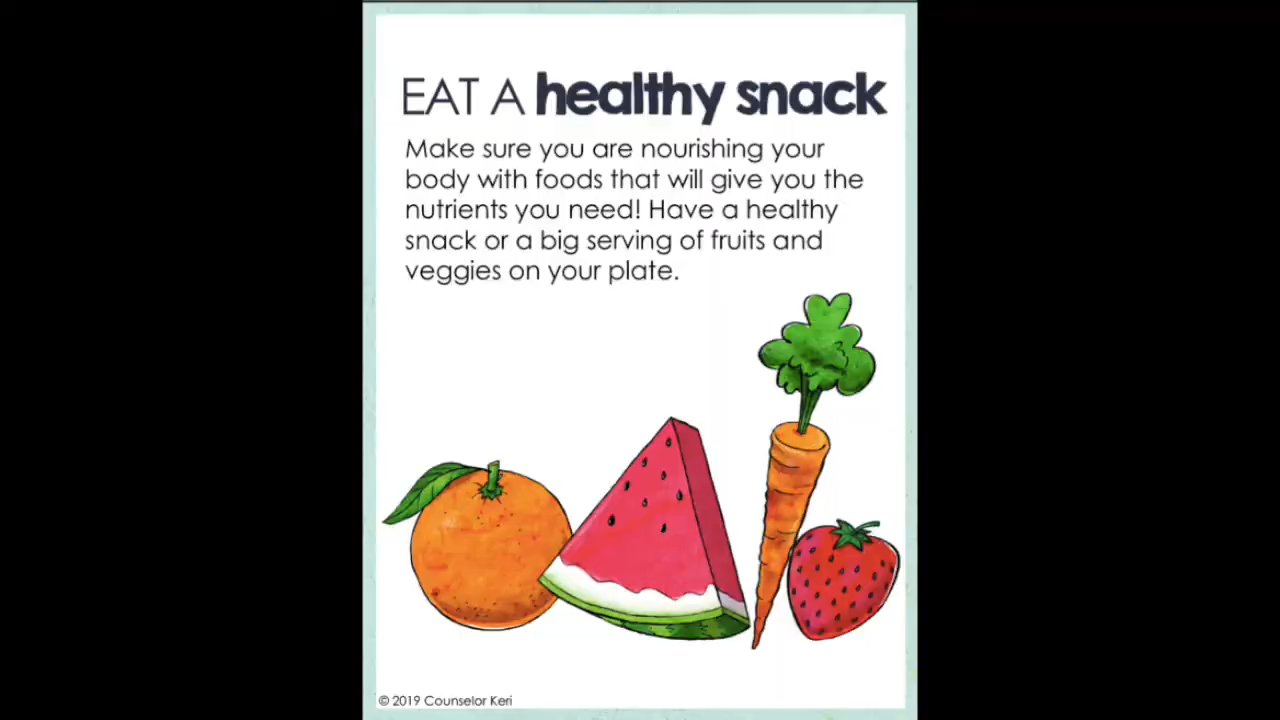 EAT A healthy snack
Make sure you are nourishing your
body with foods that will give you the
nutrients you need! Have a healthy
snack or a big serving of fruits and
veggies on your plate.
© 2019 Counselor Keri